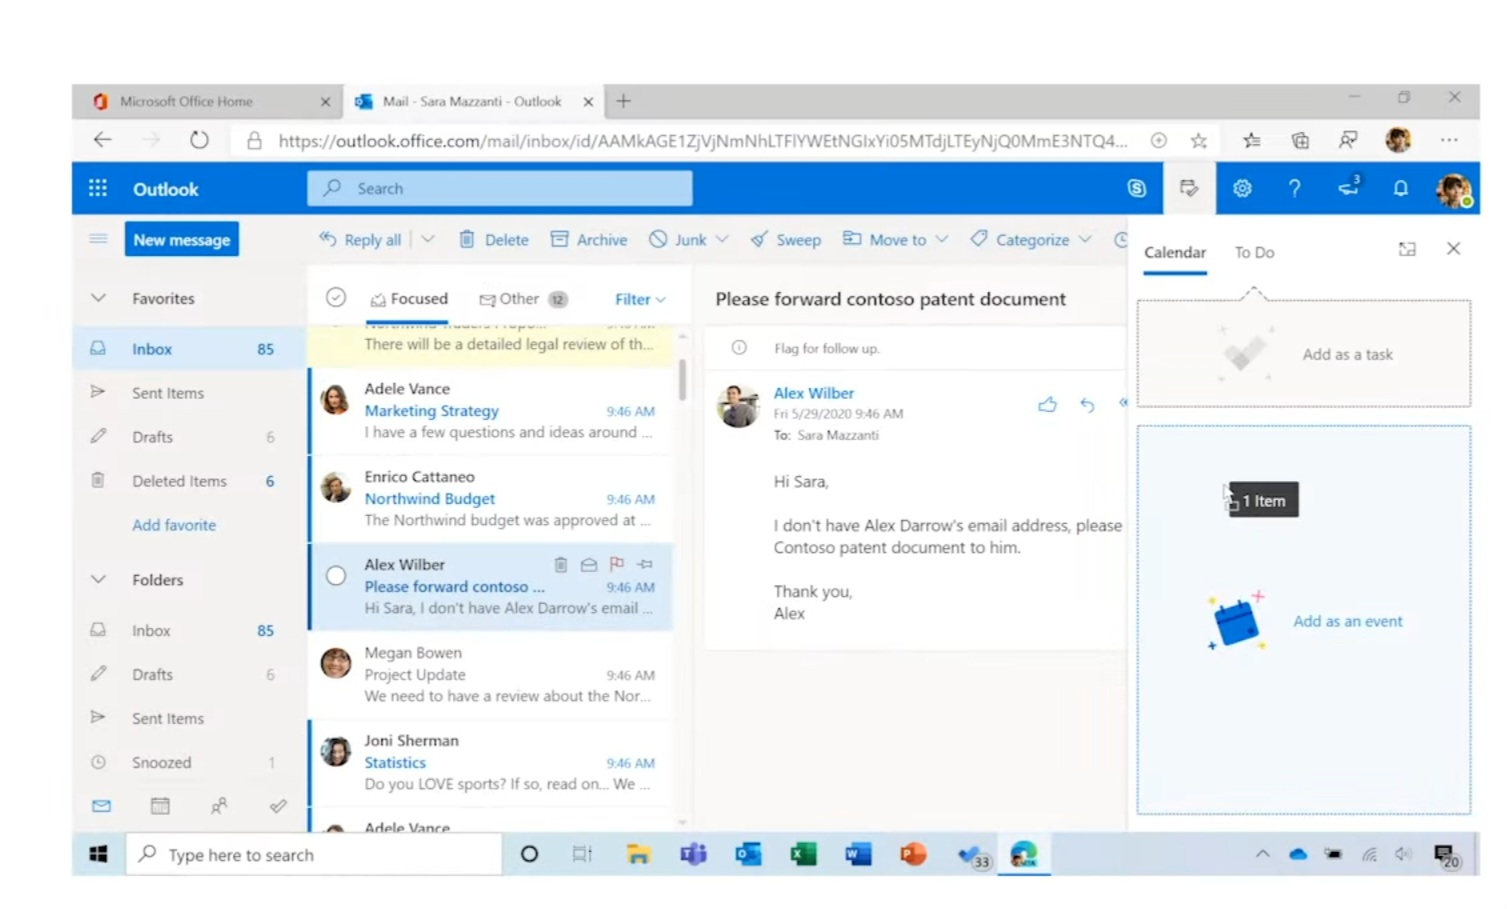 Microsoft Office Home
Mail - Sara Mazzanti - Outlook
https://outlook.office.com/mail/inbox/id/
Outlook
Search
3
New message
Reply all
Delete
Archive
Junk
Sweep
Move to
Categorize
Calendar
To Do
Favorites
Inbox 85
Sent Items
Drafts 6
Deleted Items 6
Add favorite
Folders
Inbox 85
Drafts 6
Sent Items
Snoozed 1
Focused
Other 12
Filter
There will be a detailed legal review of th...
Adele Vance
Marketing Strategy 9:46 AM
I have a few questions and ideas around ...
Enrico Cattaneo
Northwind Budget 9:46 AM
The Northwind budget was approved at ...
Alex Wilber
Please forward contoso ... 9:46 AM
Hi Sara, I don't have Alex Darrow's email ...
Megan Bowen
Project Update 9:46 AM
We need to have a review about the Nor...
Joni Sherman
Statistics 9:46 AM
Do you LOVE sports? If so, read on... We ...
Adele Vance
Please forward contoso patent document
Flag for follow up.
Alex Wilber
Fri 5/29/2020 9:46 AM
To: Sara Mazzanti
Hi Sara,
I don't have Alex Darrow's email address, please
Contoso patent document to him.
Thank you,
Alex
Add as a task
1 Item
Add as an event
Type here to search
33
20